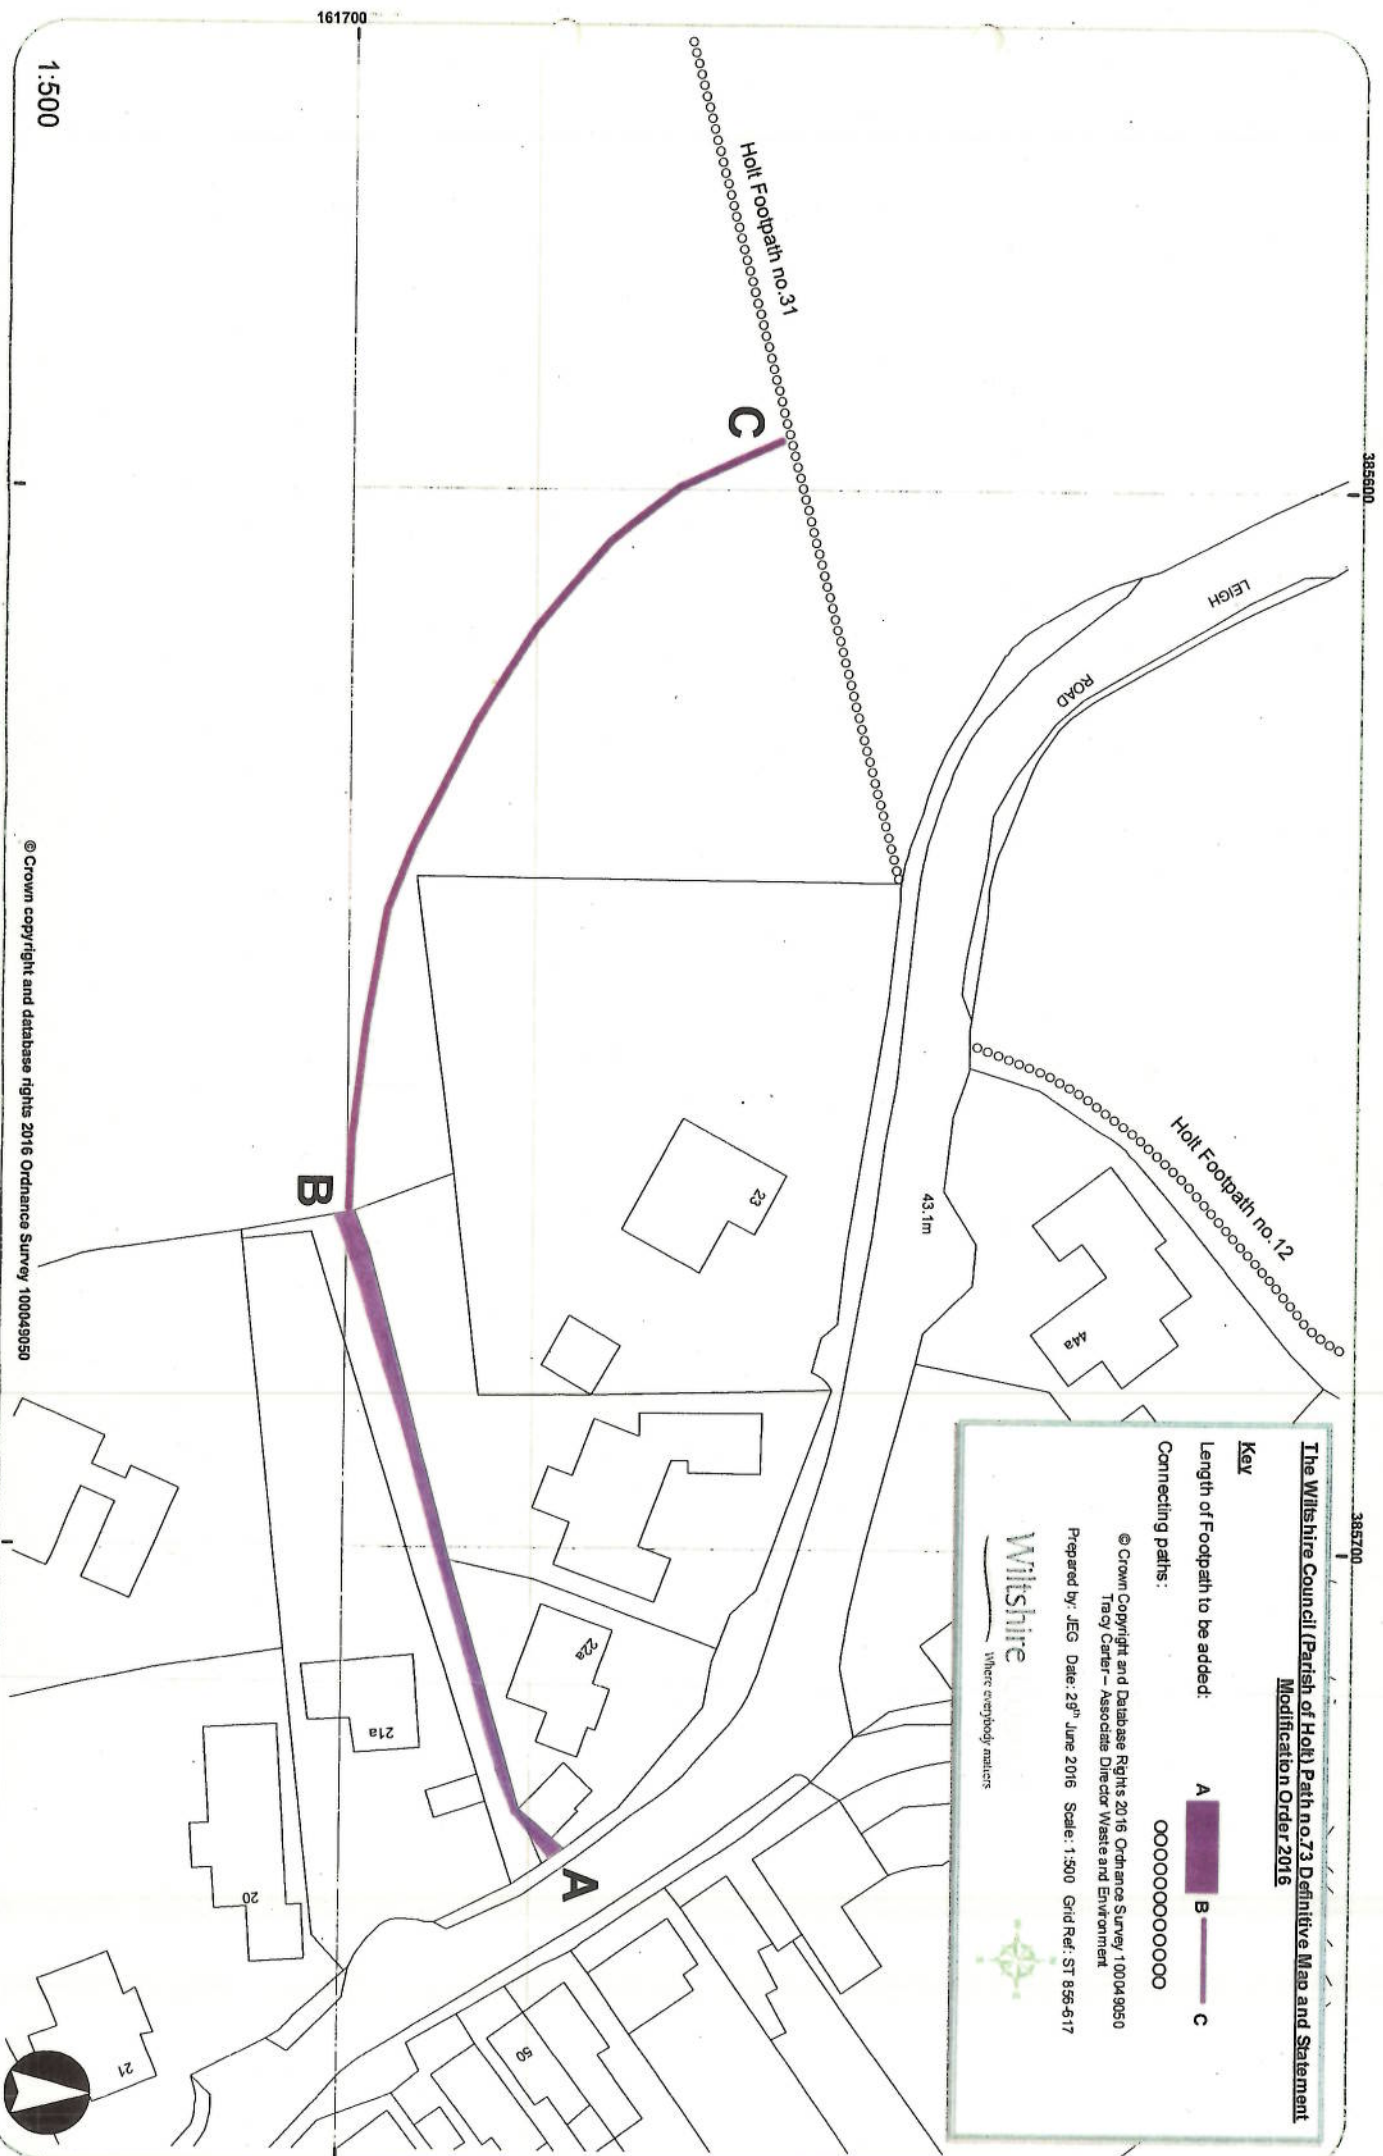 The Wiltshire Council (Parish of Holt) Path no.73 Definitive Map and Statement
Modification Order 2016
Key
Length of Footpath to be added: A B C
Connecting paths: OOOOOOOOOOOO
© Crown Copyright and Database Rights 2016 Ordnance Survey 100049050
Tracy Carter – Associate Director Waste and Environment
Prepared by: JEG Date: 29th June 2016 Scale: 1:500 Grid Ref: ST 856-617
Wiltshire
Where everybody matters
385600
385700
161700
LEIGH
ROAD
Holt Footpath no.31
Holt Footpath no.12
43.1m
44a
23
22a
21a
20
21
50
A
B
C
1:500
© Crown copyright and database rights 2016 Ordnance Survey 100049050